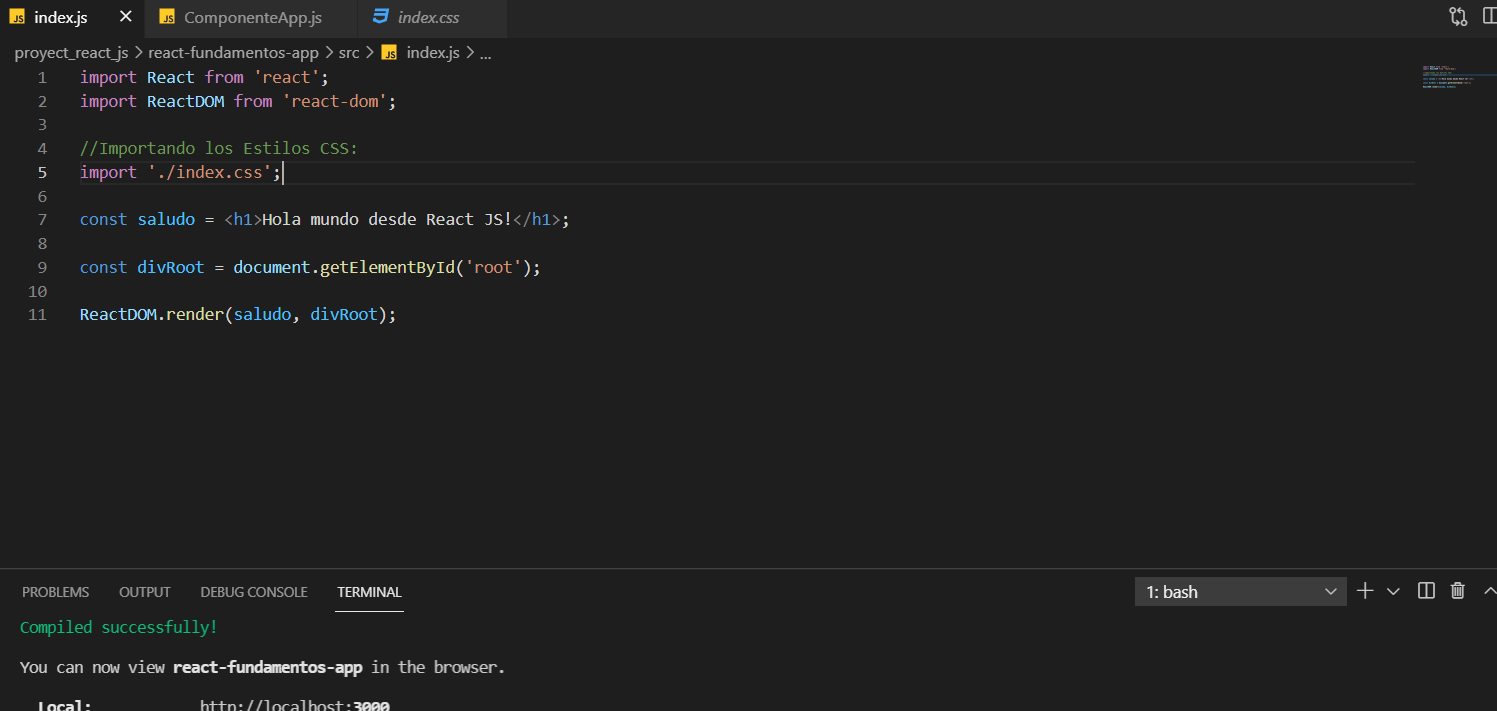 index.js
ComponenteApp.js
index.css
proyect_react_js > react-fundamentos-app > src > JS index.js > ...
1 import React from 'react';
2 import ReactDOM from 'react-dom';
3
4 //Importando los Estilos CSS:
5 import './index.css';
6
7 const saludo = <h1>Hola mundo desde React JS!</h1>;
8
9 const divRoot = document.getElementById('root');
10
11 ReactDOM.render(saludo, divRoot);
PROBLEMS OUTPUT DEBUG CONSOLE TERMINAL 1: bash
Compiled successfully!
You can now view react-fundamentos-app in the browser.
Local: http://localhost:3000